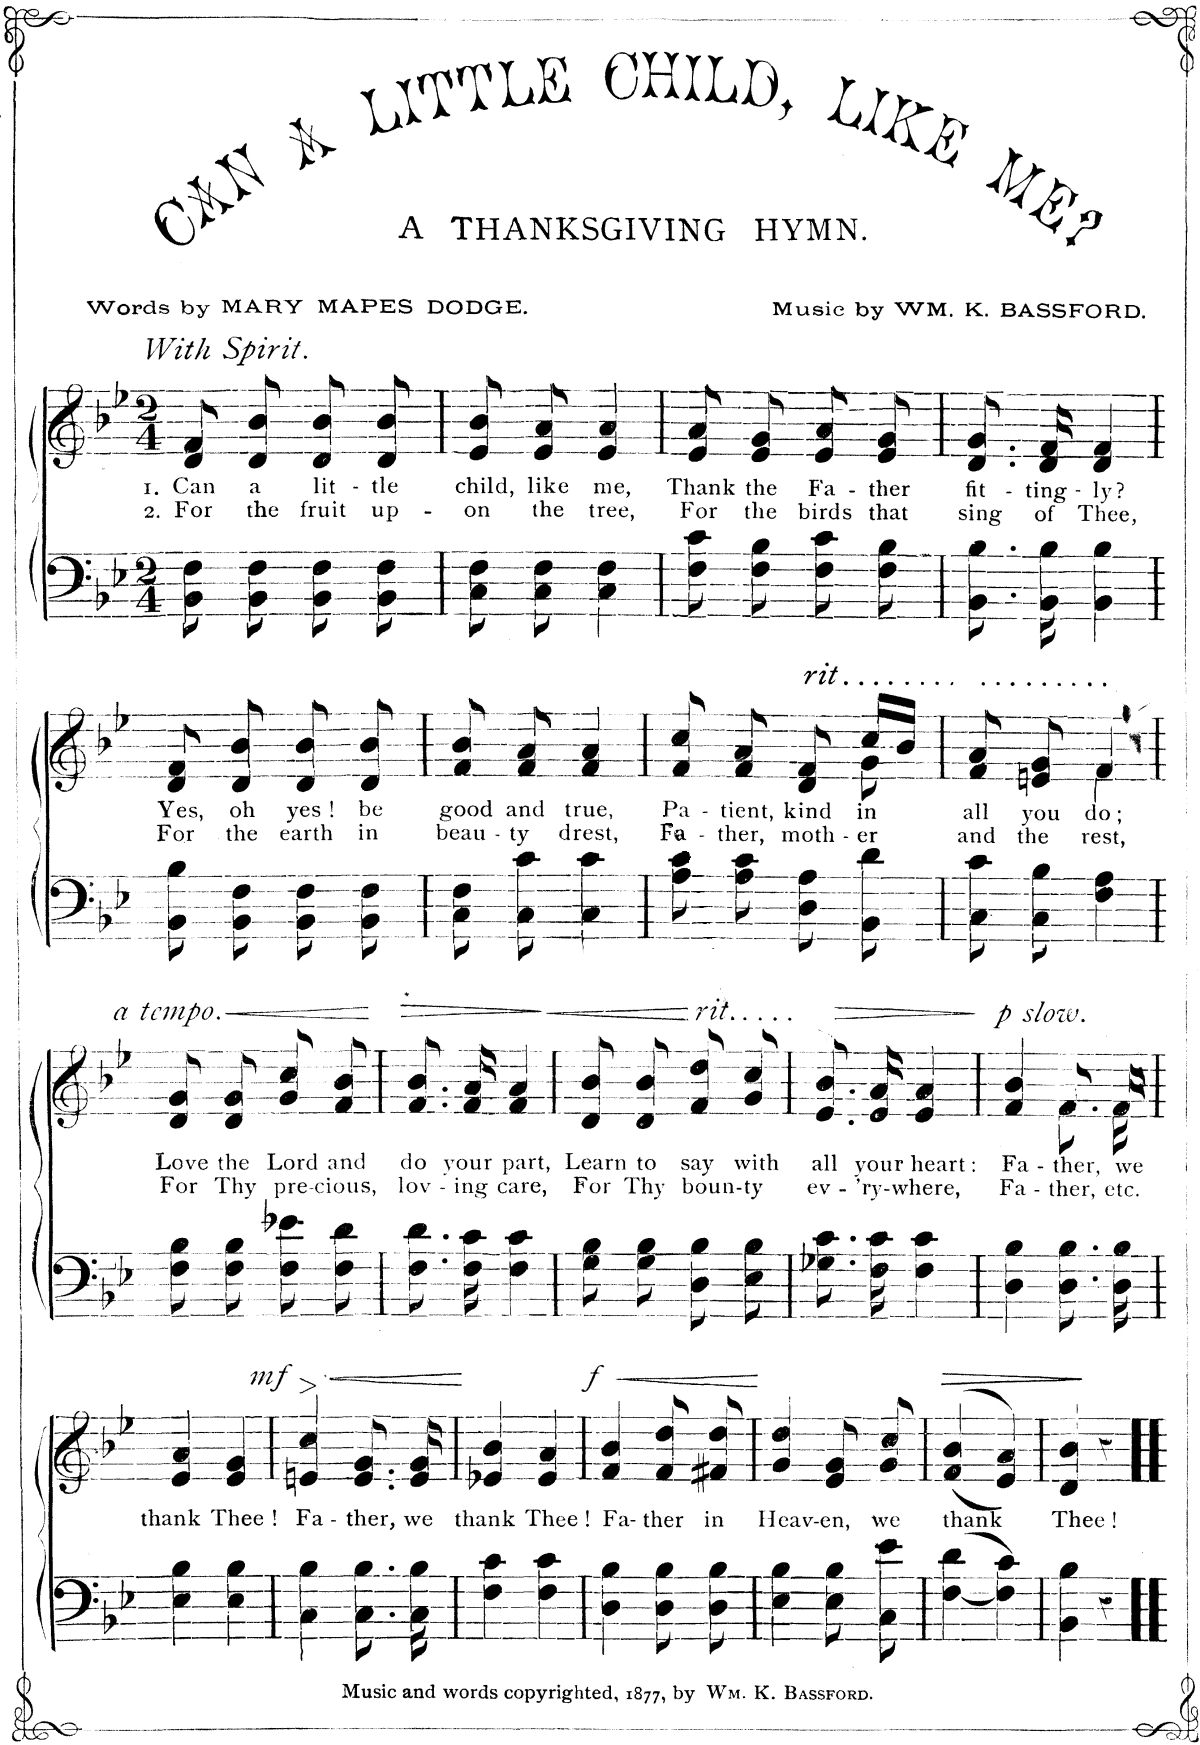 CAN A LITTLE CHILD, LIKE ME?
A THANKSGIVING HYMN.
Words by MARY MAPES DODGE.
Music by WM. K. BASSFORD.
With Spirit.
1. Can a lit - tle child, like me, Thank the Fa - ther fit - ting - ly?
2. For the fruit up - on the tree, For the birds that sing of Thee,
rit.................
Yes, oh yes! be good and true, Pa - tient, kind in all you do;
For the earth in beau - ty drest, Fa - ther, moth - er and the rest,
a tempo. rit..... p slow.
Love the Lord and do your part, Learn to say with all your heart: Fa - ther, we
For Thy pre-cious, lov - ing care, For Thy boun-ty ev - 'ry-where, Fa - ther, etc.
mf f
thank Thee! Fa - ther, we thank Thee! Fa- ther in Heav-en, we thank Thee!
Music and words copyrighted, 1877, by WM. K. BASSFORD.